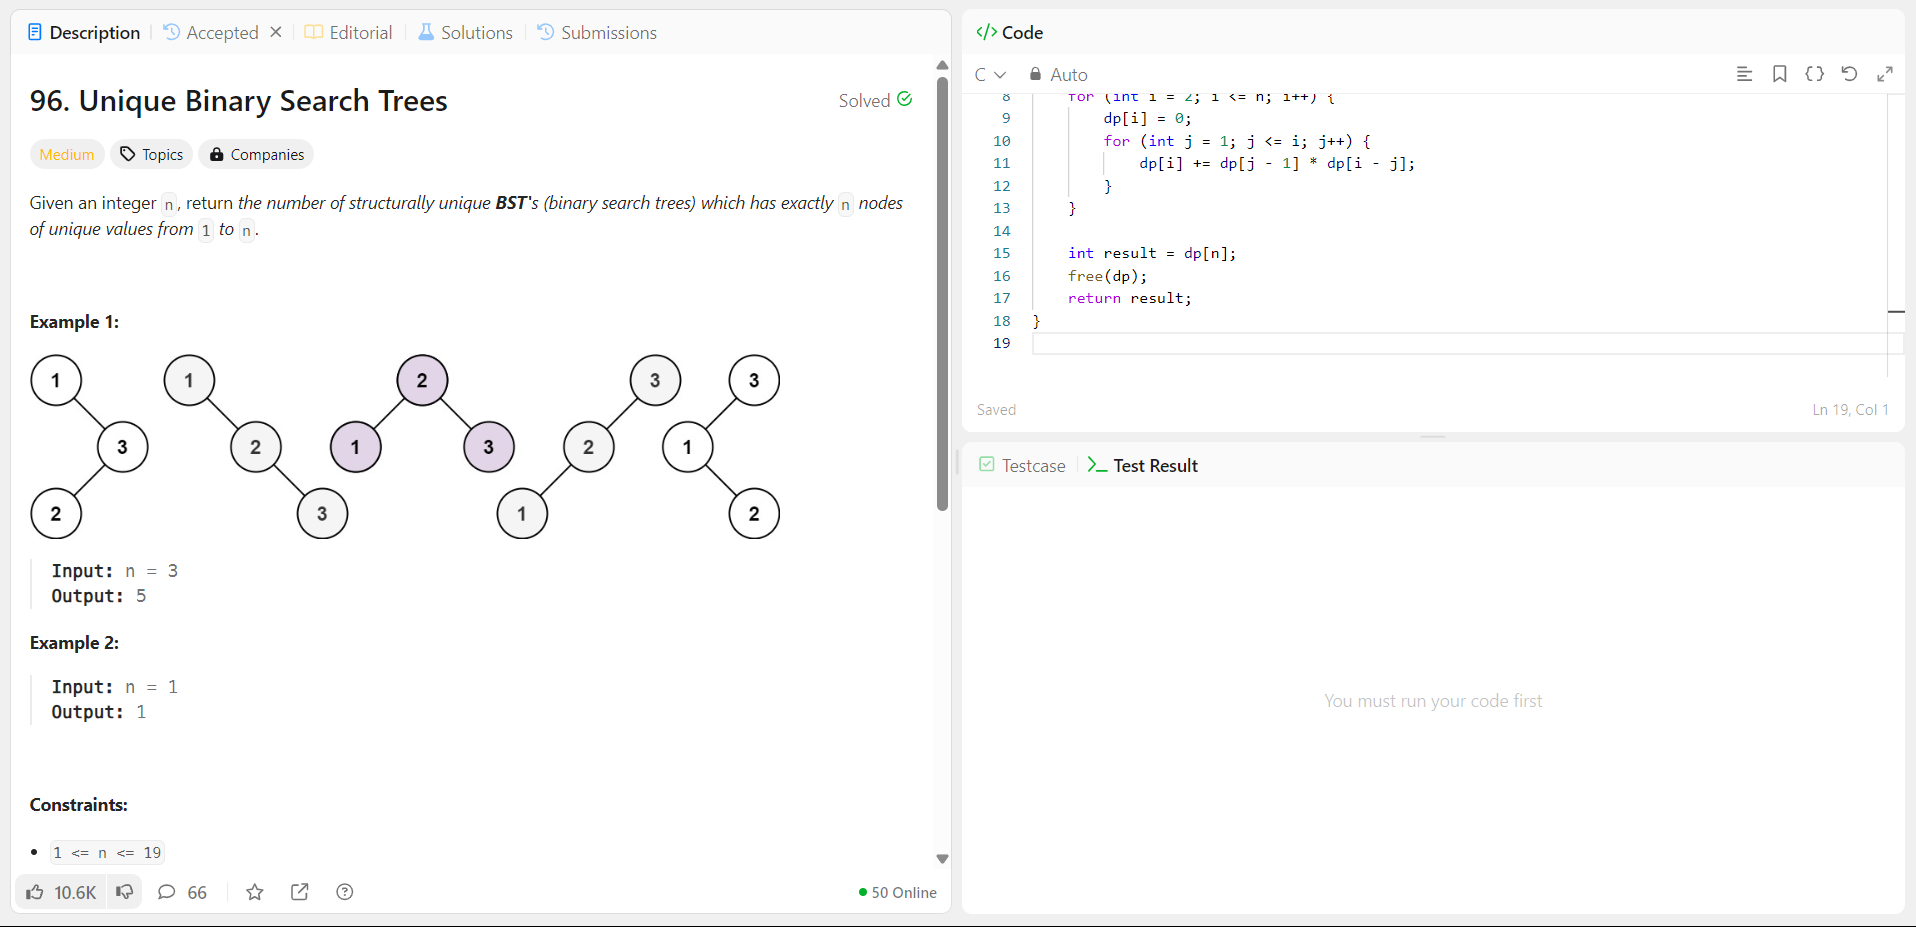 Description Accepted Editorial Solutions Submissions
96. Unique Binary Search Trees
Solved
Medium Topics Companies
Given an integer n, return the number of structurally unique BST's (binary search trees) which has exactly n nodes
of unique values from 1 to n.
Example 1:
1 1 2 3 3
3 2 1 3 2 1
2 3 1 2
Input: n = 3
Output: 5
Example 2:
Input: n = 1
Output: 1
Constraints:
• 1 <= n <= 19
10.6K 66 50 Online
</> Code
C Auto
8 for (int i = 2; i <= n; i++) {
9 dp[i] = 0;
10 for (int j = 1; j <= i; j++) {
11 dp[i] += dp[j - 1] * dp[i - j];
12 }
13 }
14
15 int result = dp[n];
16 free(dp);
17 return result;
18 }
19
Saved Ln 19, Col 1
Testcase Test Result
You must run your code first